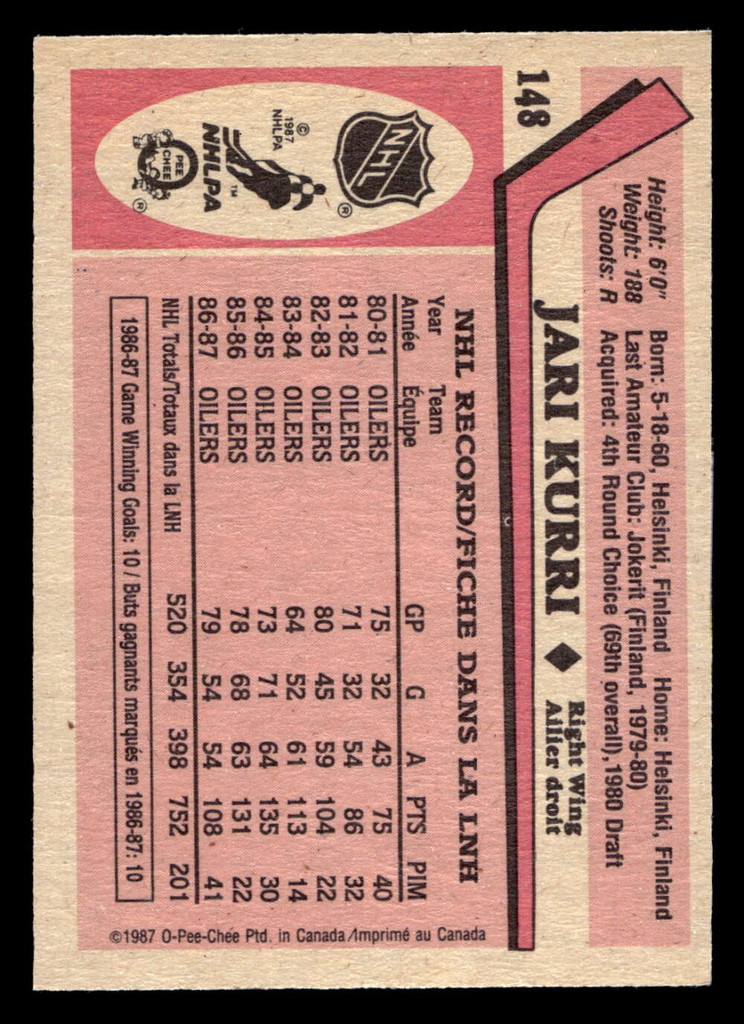 148
JARI KURRI ◆ Right Wing
Ailier droit
Height: 6'0" Born: 5-18-60, Helsinki, Finland Home: Helsinki, Finland
Weight: 188 Last Amateur Club: Jokerit (Finland, 1979-80)
Shoots: R Acquired: 4th Round Choice (69th overall), 1980 Draft
NHL RECORD/FICHE DANS LA LNH
Year Team
Année Équipe GP G A PTS PIM
80-81 OILERS 75 32 43 75 40
81-82 OILERS 71 32 54 86 32
82-83 OILERS 80 45 59 104 22
83-84 OILERS 64 52 61 113 14
84-85 OILERS 73 71 64 135 30
85-86 OILERS 78 68 63 131 22
86-87 OILERS 79 54 54 108 41
NHL Totals/Totaux dans la LNH 520 354 398 752 201
1986-87 Game Winning Goals: 10 / Buts gagnants marqués en 1986-87: 10
NHL ®
© 1987 NHLPA
NHLPA ™
O PEE CHEE ®
©1987 O-Pee-Chee Ptd. in Canada/Imprimé au Canada